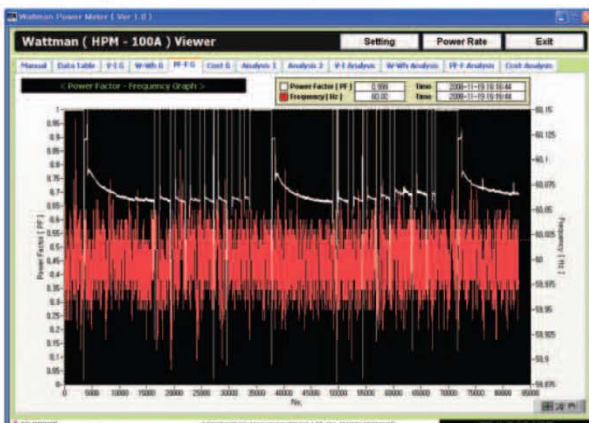 Wattman Power Meter ( Ver 1.0 )
Wattman ( HPM - 100A ) Viewer
Setting Power Rate Exit
Manual Data Table V-I G W-Wh G PF-F G Cost G Analysis 1 Analysis 2 V-I Analysis W-Wh Analysis PF-F Analysis Cost Analysis
< Power Factor - Frequency Graph >
Power Factor [ PF ] 0.999 Time 2008-11-19 16:16:44
Frequency [ Hz ] 60.00 Time 2008-11-19 16:16:44
Power Factor [ PF ]
1
0.95
0.9
0.85
0.8
0.75
0.7
0.65
0.6
0.55
0.5
0.45
0.4
0.35
0.3
0.25
0.2
0.15
0.1
60.15
60.125
60.1
60.075
60.05
60.025
60
59.975
59.95
59.925
59.9
59.875
Frequency [ Hz ]
0 5000 10000 15000 20000 25000 30000 35000 40000 45000 50000 55000 60000 65000 70000 75000 80000 85000
No.